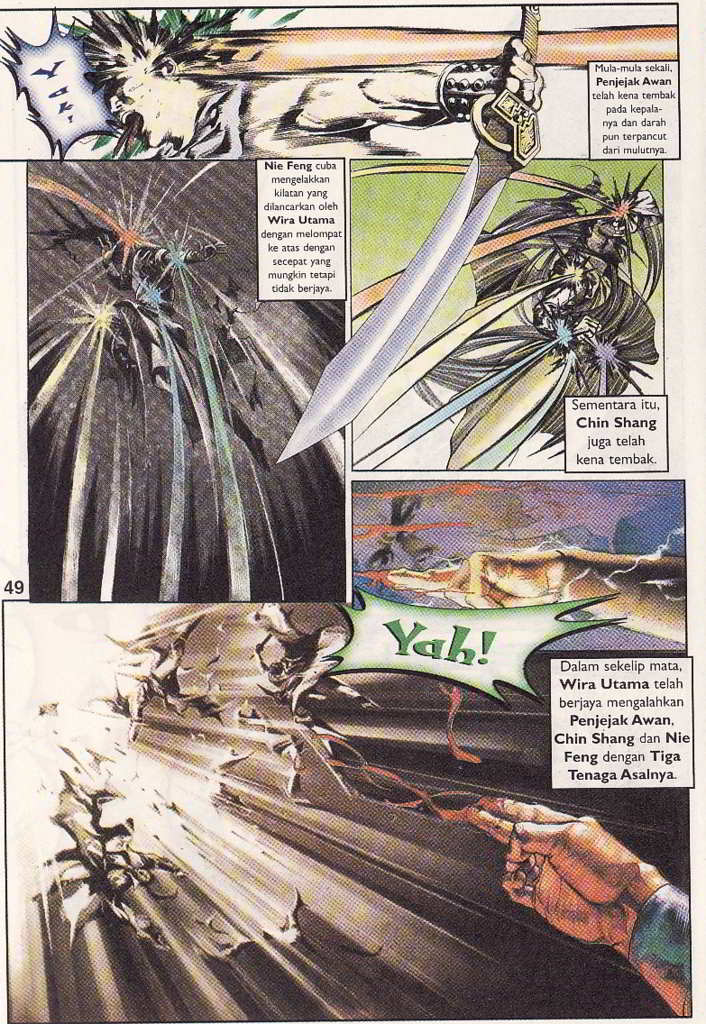 Yah!
Mula-mula sekali,
Penjejak Awan
telah kena tembak
pada kepala-
nya dan darah
pun terpancut
dari mulutnya.
Nie Feng cuba
mengelakkan
kilatan yang
dilancarkan oleh
Wira Utama
dengan melompat
ke atas dengan
secepat yang
mungkin tetapi
tidak berjaya.
Sementara itu,
Chin Shang
juga telah
kena tembak.
49
Yah!
Dalam sekelip mata,
Wira Utama telah
berjaya mengalahkan
Penjejak Awan,
Chin Shang dan Nie
Feng dengan Tiga
Tenaga Asalnya.